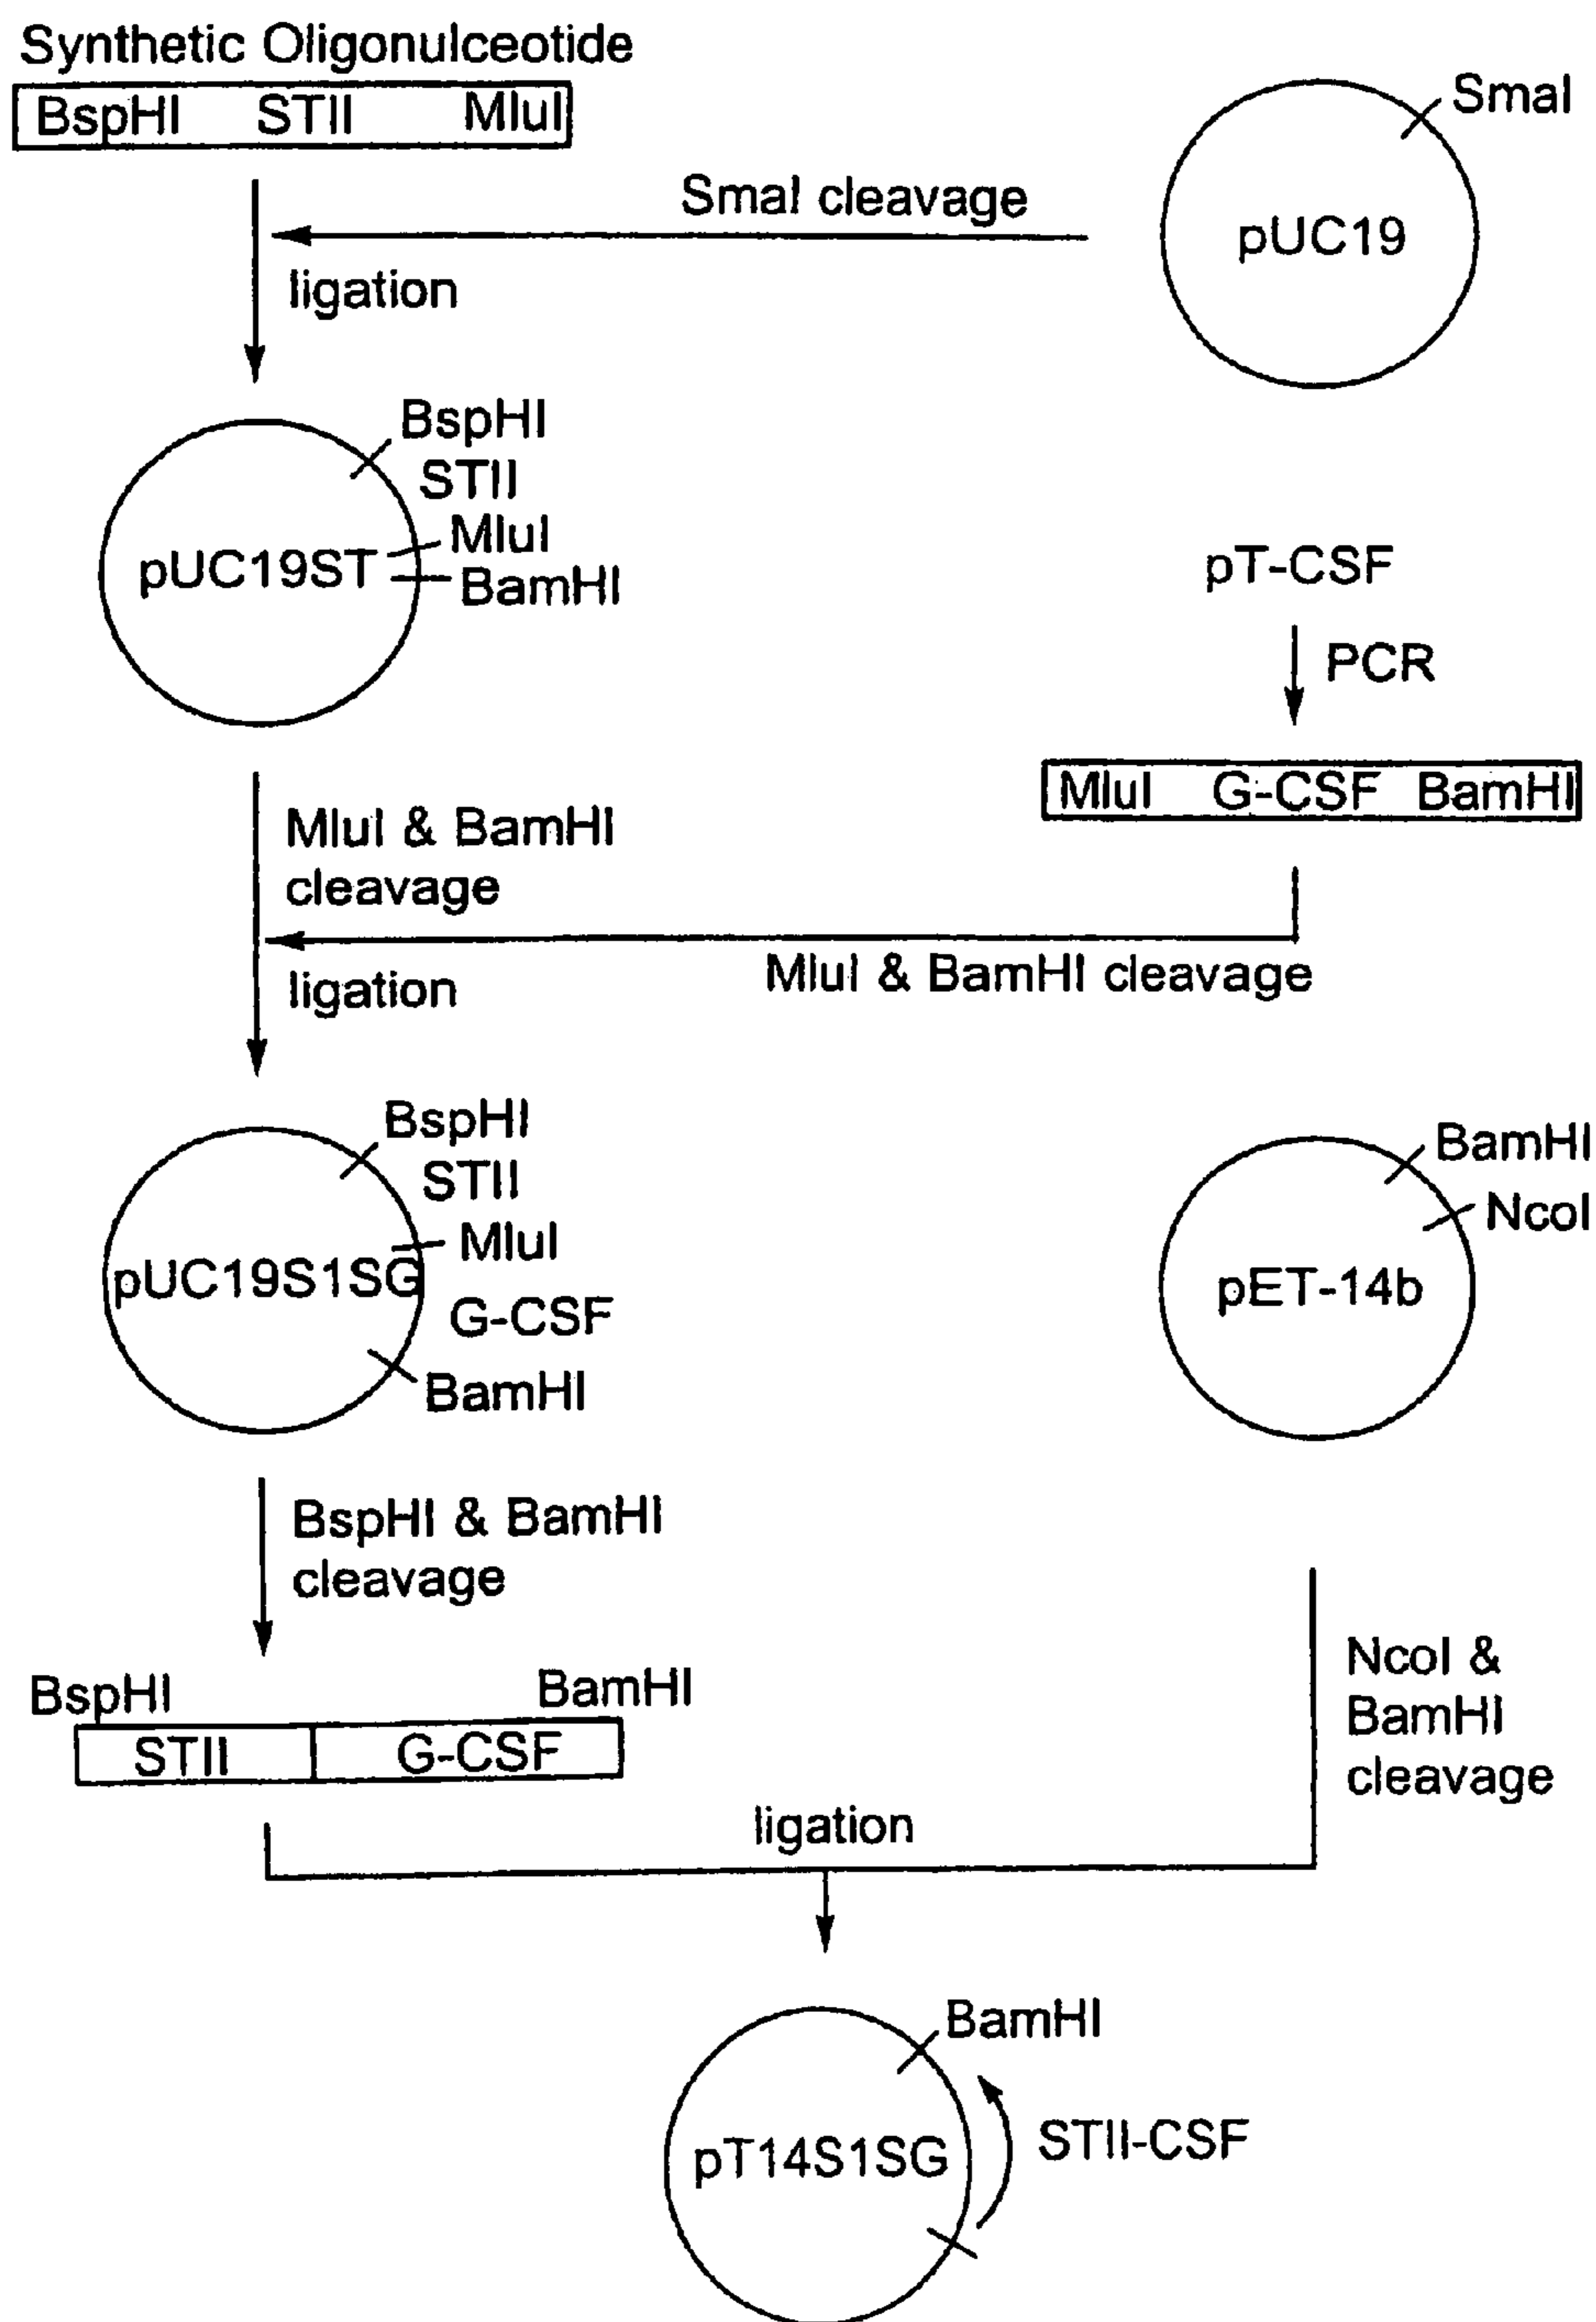 Synthetic Oligonulceotide
BspHI STII MluI
SmaI
SmaI cleavage
pUC19
ligation
BspHI
STII
MluI
pUC19ST
BamHI
pT-CSF
PCR
MluI G-CSF BamHI
MluI & BamHI
cleavage
MluI & BamHI cleavage
ligation
BspHI
STII
MluI
pUC19S1SG
G-CSF
BamHI
BamHI
NcoI
pET-14b
BspHI & BamHI
cleavage
NcoI &
BamHI
cleavage
BspHI BamHI
STII G-CSF
ligation
BamHI
STII-CSF
pT14S1SG